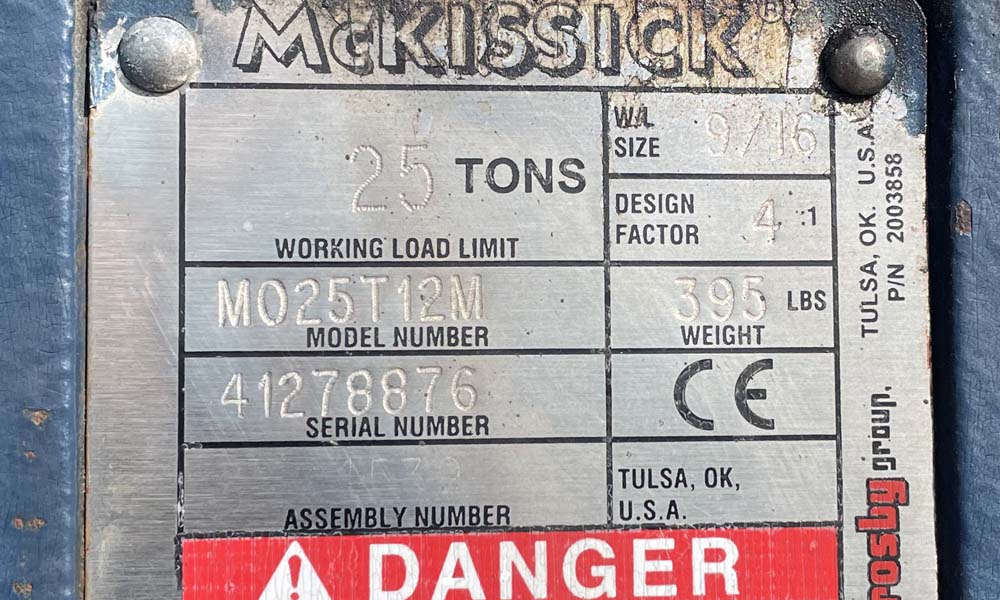 McKISSICK®
25 TONS
WORKING LOAD LIMIT
W/L
SIZE 9/16
DESIGN
FACTOR 4 :1
M025T12M
MODEL NUMBER
395 LBS
WEIGHT
41278876
SERIAL NUMBER
CE
ASSEMBLY NUMBER
TULSA, OK,
U.S.A.
DANGER
TULSA, OK. U.S.A.
P/N 2003858
rosby group.